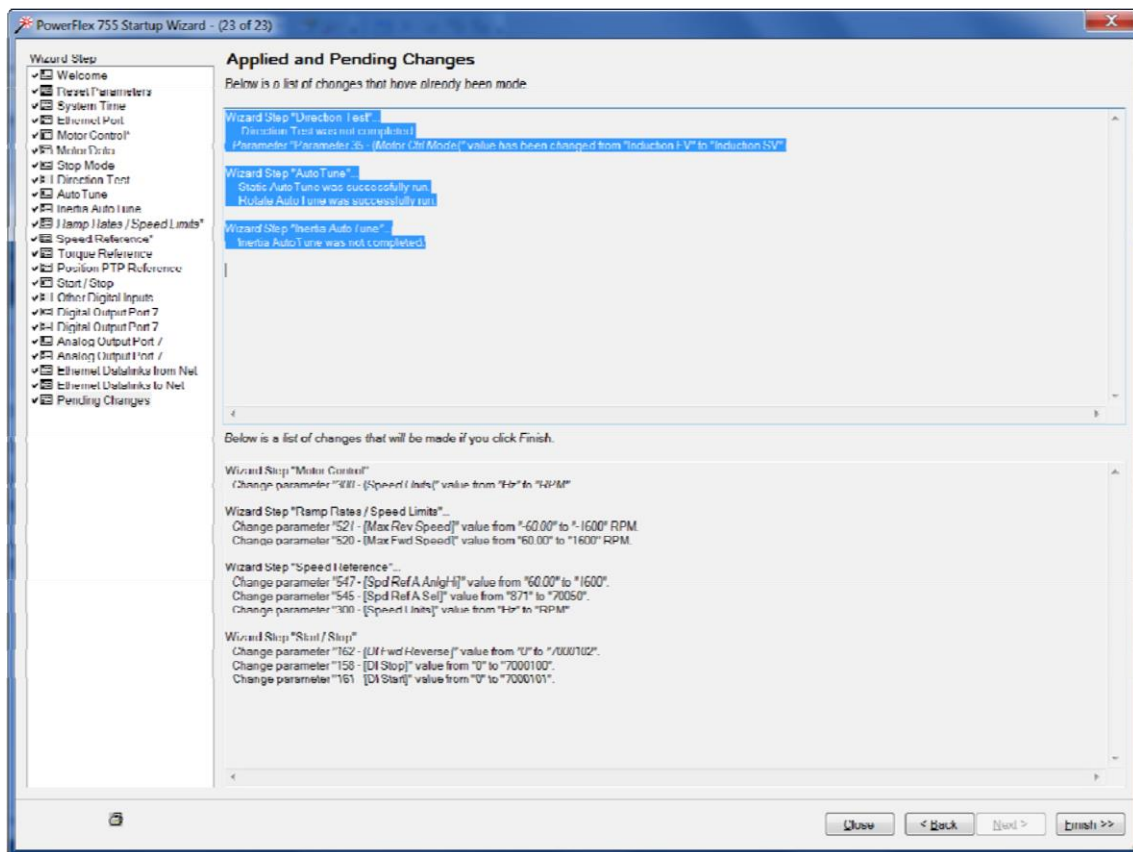 PowerFlex 755 Startup Wizard - (23 of 23)
Wizard Step
Welcome
Reset Parameters
System Time
Ethernet Port
Motor Control*
Motor Data
Stop Mode
Direction Test
AutoTune
Inertia AutoTune
Ramp Rates / Speed Limits*
Speed Reference*
Torque Reference
Position PTP Reference
Start / Stop
Other Digital Inputs
Digital Output Port 7
Digital Output Port 7
Analog Output Port 7
Analog Output Port 7
Ethernet Datalinks from Net
Ethernet Datalinks to Net
Pending Changes
Applied and Pending Changes
Below is a list of changes that have already been made.
Wizard Step "Direction Test"...
Direction Test was not completed.
Parameter "Parameter 35 - [Motor Ctrl Mode]" value has been changed from "Induction FV" to "Induction SV"
Wizard Step "AutoTune"...
Static AutoTune was successfully run.
Rotate AutoTune was successfully run.
Wizard Step "Inertia AutoTune"...
Inertia AutoTune was not completed.
Below is a list of changes that will be made if you click Finish.
Wizard Step "Motor Control"
Change parameter "300 - [Speed Units]" value from "Hz" to "RPM"
Wizard Step "Ramp Rates / Speed Limits"...
Change parameter "521 - [Max Rev Speed]" value from "-60.00" to "-1600" RPM.
Change parameter "520 - [Max Fwd Speed]" value from "60.00" to "1600" RPM.
Wizard Step "Speed Reference"...
Change parameter "547 - [Spd Ref A AnlgHi]" value from "60.00" to "1600".
Change parameter "545 - [Spd Ref A Sel]" value from "871" to "70050".
Change parameter "300 - [Speed Units]" value from "Hz" to "RPM"
Wizard Step "Start / Stop"
Change parameter "162 - [DI Fwd Reverse]" value from "0" to "7000102".
Change parameter "158 - [DI Stop]" value from "0" to "7000100".
Change parameter "161 - [DI Start]" value from "0" to "7000101".
Close
< Back
Next >
Finish >>